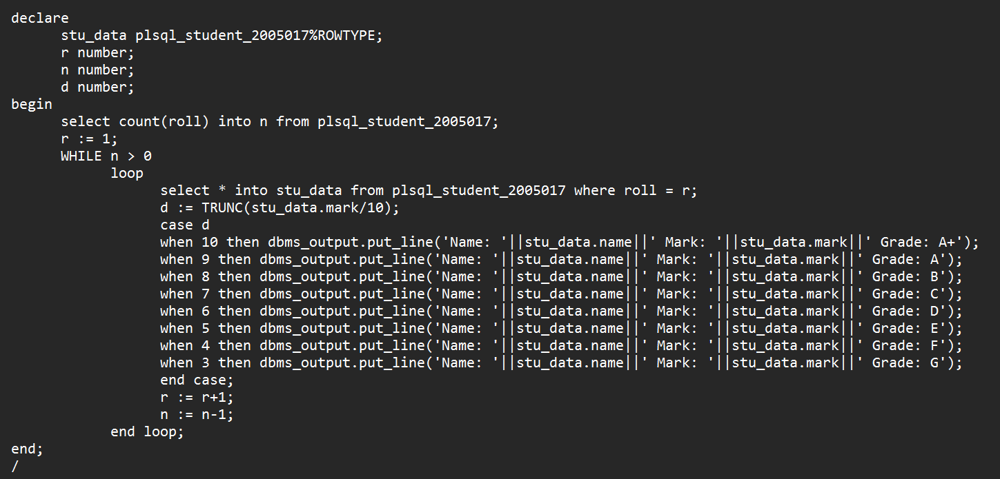 declare
      stu_data plsql_student_2005017%ROWTYPE;
      r number;
      n number;
      d number;
begin
      select count(roll) into n from plsql_student_2005017;
      r := 1;
      WHILE n > 0
            loop
                  select * into stu_data from plsql_student_2005017 where roll = r;
                  d := TRUNC(stu_data.mark/10);
                  case d
                  when 10 then dbms_output.put_line('Name: '||stu_data.name||' Mark: '||stu_data.mark||' Grade: A+');
                  when 9 then dbms_output.put_line('Name: '||stu_data.name||' Mark: '||stu_data.mark||' Grade: A');
                  when 8 then dbms_output.put_line('Name: '||stu_data.name||' Mark: '||stu_data.mark||' Grade: B');
                  when 7 then dbms_output.put_line('Name: '||stu_data.name||' Mark: '||stu_data.mark||' Grade: C');
                  when 6 then dbms_output.put_line('Name: '||stu_data.name||' Mark: '||stu_data.mark||' Grade: D');
                  when 5 then dbms_output.put_line('Name: '||stu_data.name||' Mark: '||stu_data.mark||' Grade: E');
                  when 4 then dbms_output.put_line('Name: '||stu_data.name||' Mark: '||stu_data.mark||' Grade: F');
                  when 3 then dbms_output.put_line('Name: '||stu_data.name||' Mark: '||stu_data.mark||' Grade: G');
                  end case;
                  r := r+1;
                  n := n-1;
            end loop;
end;
/